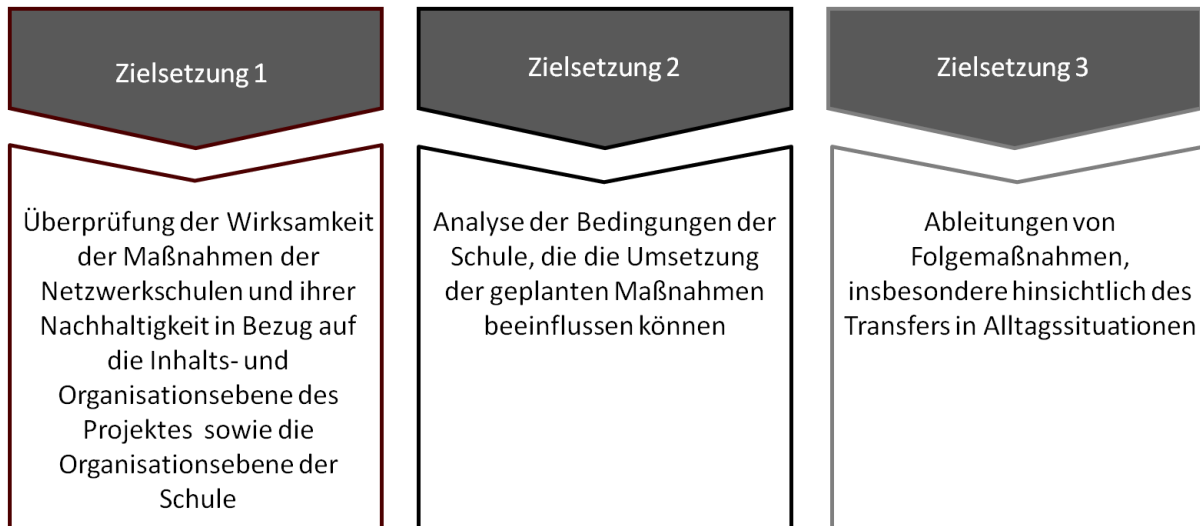 Zielsetzung 1
Überprüfung der Wirksamkeit
der Maßnahmen der
Netzwerkschulen und ihrer
Nachhaltigkeit in Bezug auf
die Inhalts- und
Organisationsebene des
Projektes sowie die
Organisationsebene der
Schule
Zielsetzung 2
Analyse der Bedingungen der
Schule, die die Umsetzung
der geplanten Maßnahmen
beeinflussen können
Zielsetzung 3
Ableitungen von
Folgemaßnahmen,
insbesondere hinsichtlich des
Transfers in Alltagssituationen